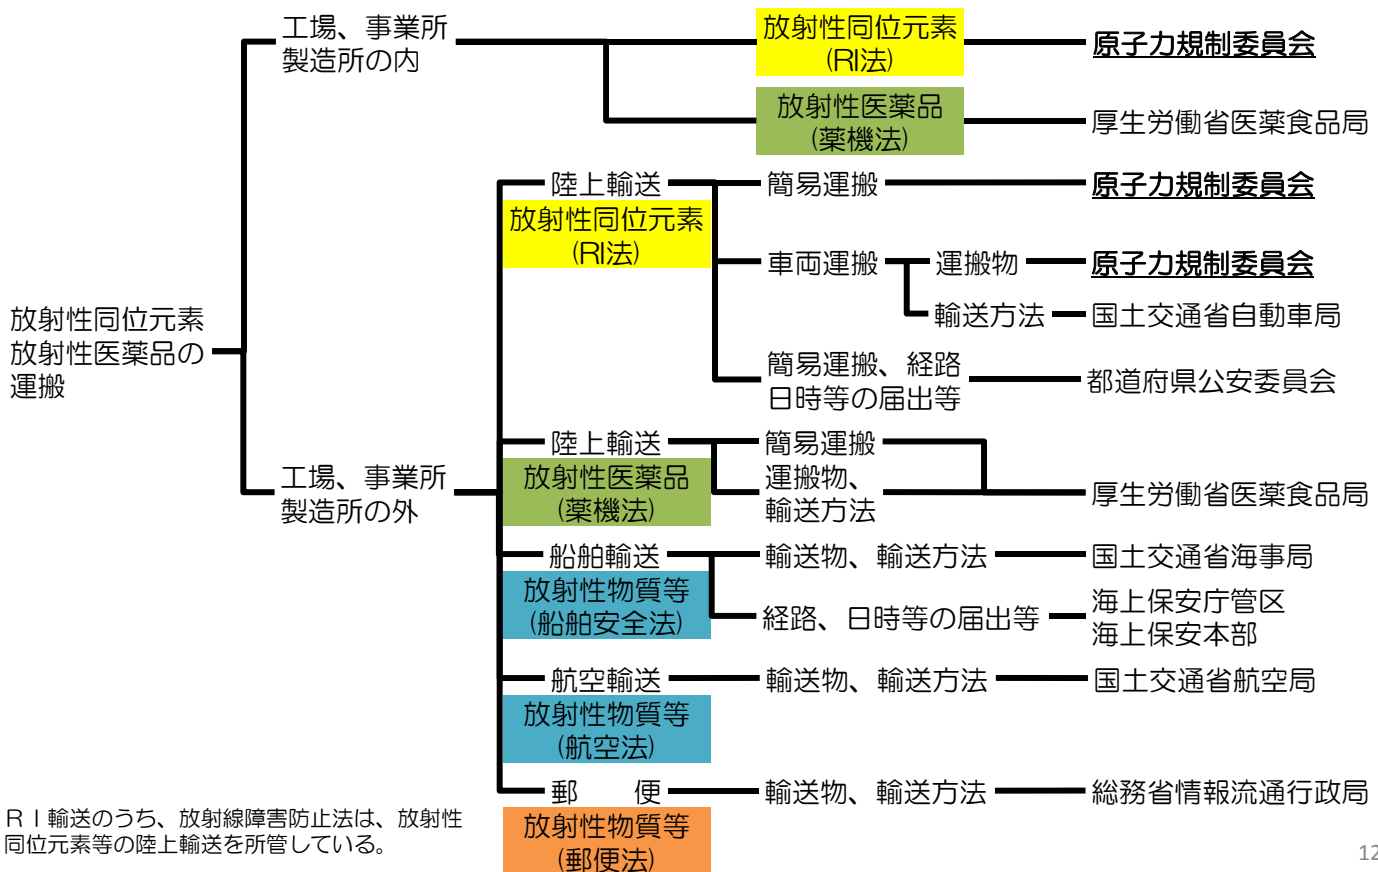 放射性同位元素
放射性医薬品の
運搬
工場、事業所
製造所の内
放射性同位元素
(RI法)
原子力規制委員会
放射性医薬品
(薬機法)
厚生労働省医薬食品局
工場、事業所
製造所の外
陸上輸送
放射性同位元素
(RI法)
簡易運搬
原子力規制委員会
車両運搬
運搬物
原子力規制委員会
輸送方法
国土交通省自動車局
簡易運搬、経路
日時等の届出等
都道府県公安委員会
陸上輸送
放射性医薬品
(薬機法)
簡易運搬
運搬物、
輸送方法
厚生労働省医薬食品局
船舶輸送
放射性物質等
(船舶安全法)
輸送物、輸送方法
国土交通省海事局
経路、日時等の届出等
海上保安庁管区
海上保安本部
航空輸送
放射性物質等
(航空法)
輸送物、輸送方法
国土交通省航空局
郵　便
放射性物質等
(郵便法)
輸送物、輸送方法
総務省情報流通行政局
ＲＩ輸送のうち、放射線障害防止法は、放射性
同位元素等の陸上輸送を所管している。
12